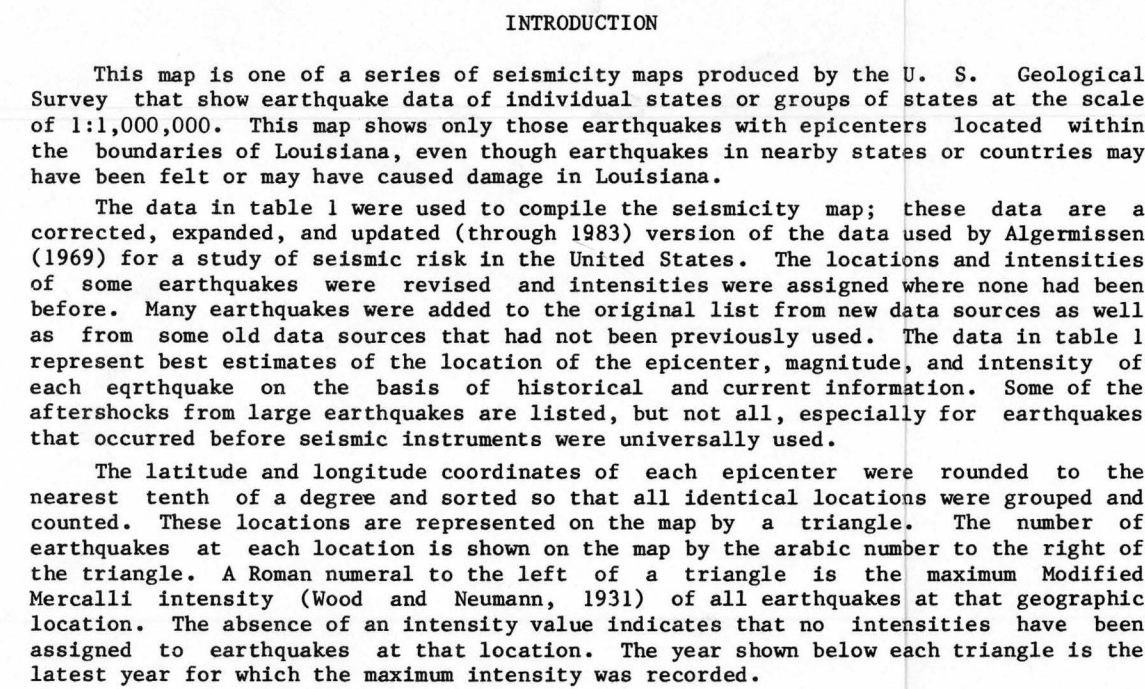 INTRODUCTION
This map is one of a series of seismicity maps produced by the U. S. Geological
Survey that show earthquake data of individual states or groups of states at the scale
of 1:1,000,000. This map shows only those earthquakes with epicenters located within
the boundaries of Louisiana, even though earthquakes in nearby states or countries may
have been felt or may have caused damage in Louisiana.
The data in table 1 were used to compile the seismicity map; these data are a
corrected, expanded, and updated (through 1983) version of the data used by Algermissen
(1969) for a study of seismic risk in the United States. The locations and intensities
of some earthquakes were revised and intensities were assigned where none had been
before. Many earthquakes were added to the original list from new data sources as well
as from some old data sources that had not been previously used. The data in table 1
represent best estimates of the location of the epicenter, magnitude, and intensity of
each eqrthquake on the basis of historical and current information. Some of the
aftershocks from large earthquakes are listed, but not all, especially for earthquakes
that occurred before seismic instruments were universally used.
The latitude and longitude coordinates of each epicenter were rounded to the
nearest tenth of a degree and sorted so that all identical locations were grouped and
counted. These locations are represented on the map by a triangle. The number of
earthquakes at each location is shown on the map by the arabic number to the right of
the triangle. A Roman numeral to the left of a triangle is the maximum Modified
Mercalli intensity (Wood and Neumann, 1931) of all earthquakes at that geographic
location. The absence of an intensity value indicates that no intensities have been
assigned to earthquakes at that location. The year shown below each triangle is the
latest year for which the maximum intensity was recorded.